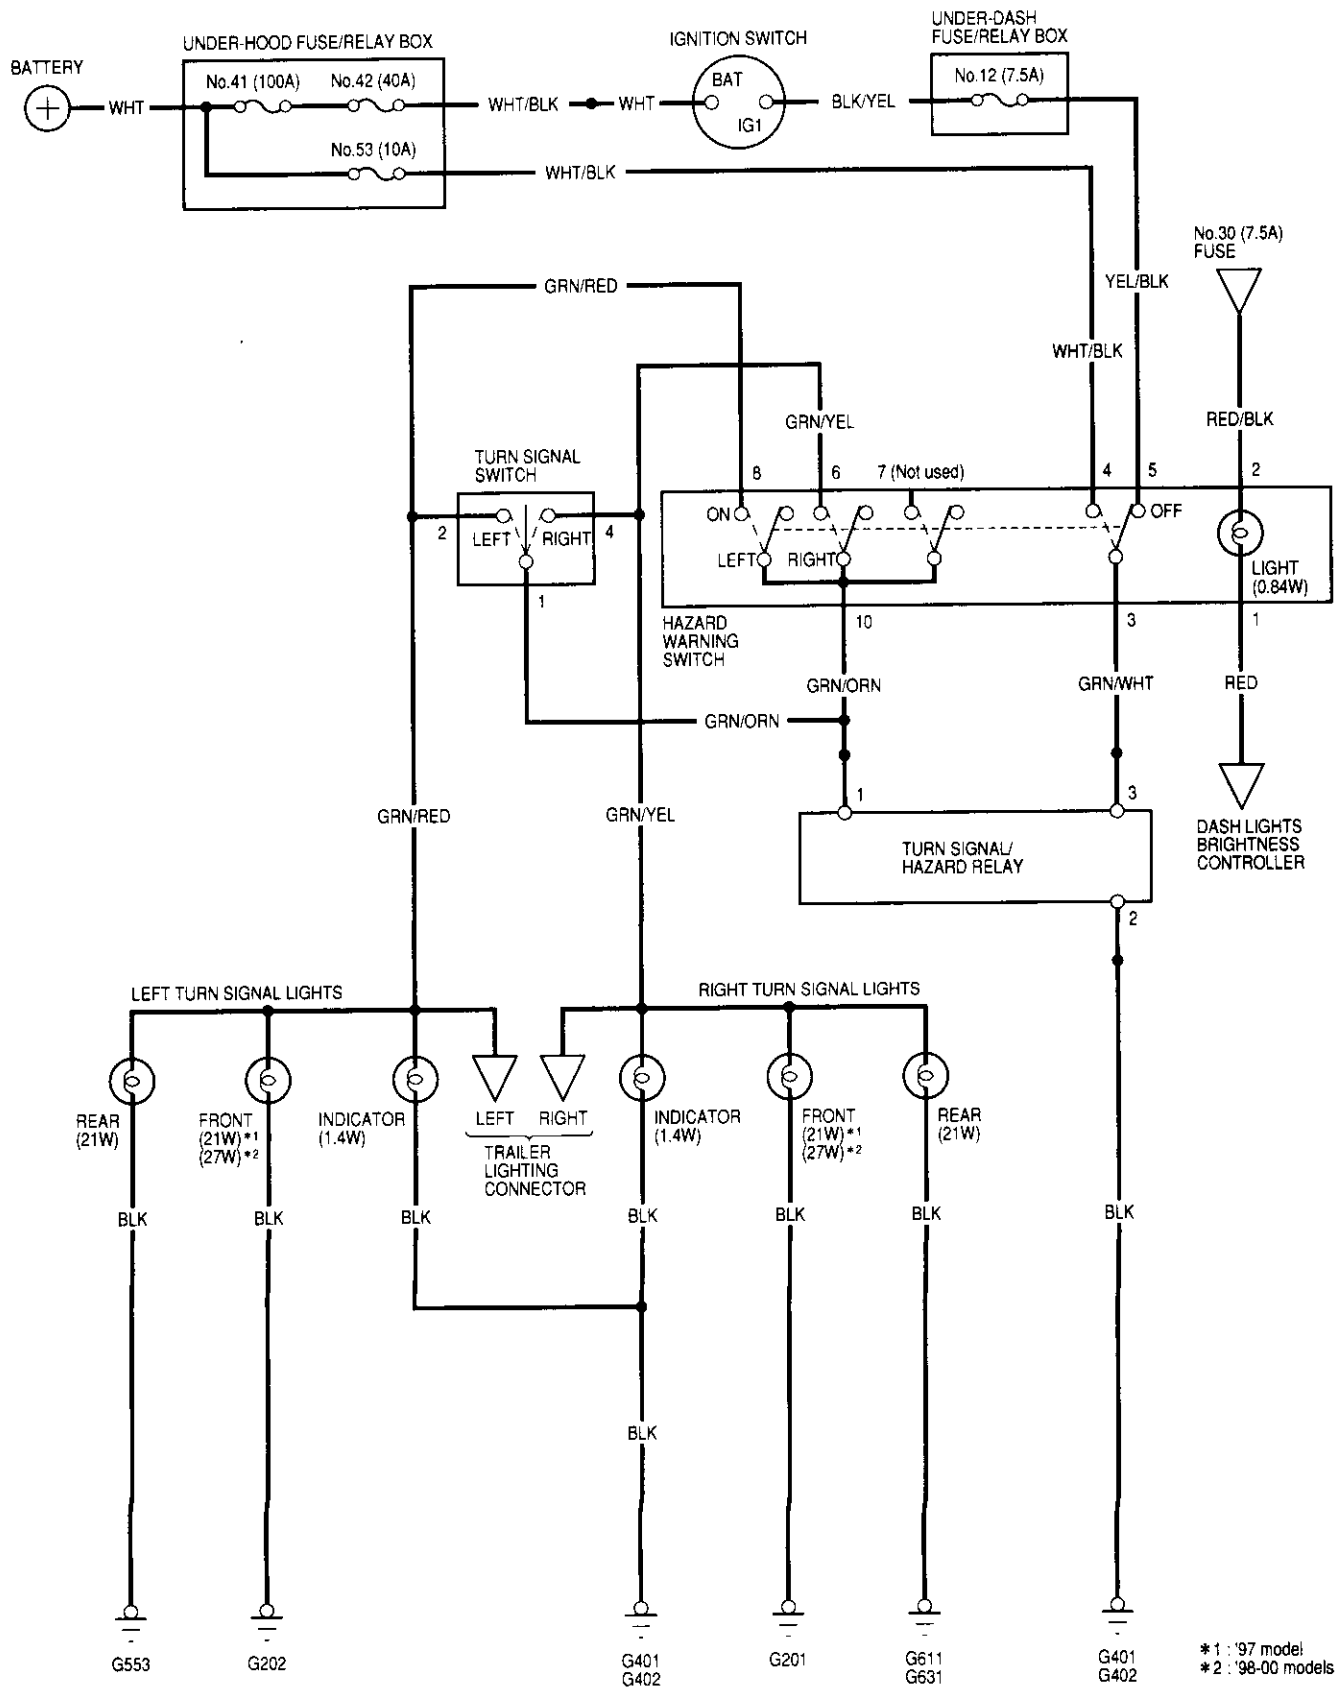 UNDER-DASH
FUSE/RELAY BOX
UNDER-HOOD FUSE/RELAY BOX
IGNITION SWITCH
BATTERY
No.41 (100A)
No.42 (40A)
BAT
No.12 (7.5A)
WHT
WHT/BLK
WHT
BLK/YEL
IG1
No.53 (10A)
WHT/BLK
No.30 (7.5A)
FUSE
GRN/RED
YEL/BLK
WHT/BLK
GRN/YEL
RED/BLK
TURN SIGNAL
SWITCH
8
6
7 (Not used)
4
5
2
ON
OFF
2
LEFT
RIGHT
4
LEFT
RIGHT
LIGHT
(0.84W)
1
HAZARD
WARNING
SWITCH
10
3
1
GRN/ORN
GRN/WHT
RED
GRN/ORN
1
3
GRN/RED
GRN/YEL
TURN SIGNAL/
HAZARD RELAY
DASH LIGHTS
BRIGHTNESS
CONTROLLER
2
LEFT TURN SIGNAL LIGHTS
RIGHT TURN SIGNAL LIGHTS
REAR
(21W)
FRONT
(21W)*1
(27W)*2
INDICATOR
(1.4W)
LEFT
RIGHT
TRAILER
LIGHTING
CONNECTOR
INDICATOR
(1.4W)
FRONT
(21W)*1
(27W)*2
REAR
(21W)
BLK
BLK
BLK
BLK
BLK
BLK
BLK
BLK
G553
G202
G401
G402
G201
G611
G631
G401
G402
*1 : '97 model
*2 : '98-00 models